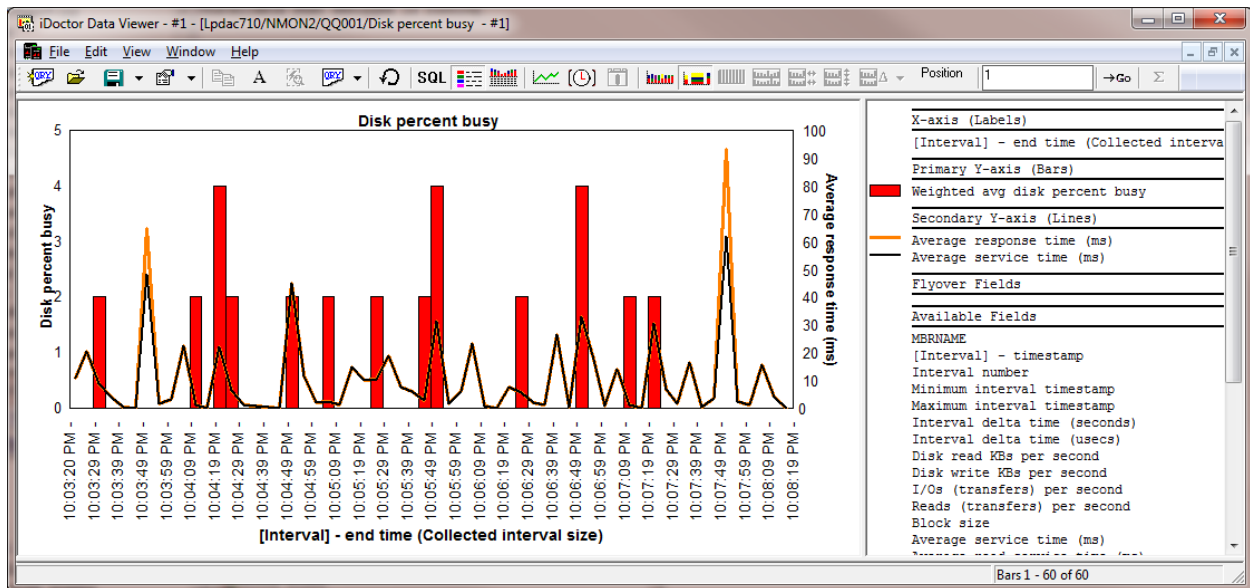 iDoctor Data Viewer - #1 - [Lpdac710/NMON2/QQ001/Disk percent busy - #1]
File Edit View Window Help
QRY A QRY SQL Position 1 →Go Σ
Disk percent busy
5
4
3
2
1
0
Disk percent busy
100
90
80
70
60
50
40
30
20
10
0
Average response time (ms)
10:03:20 PM -
10:03:29 PM -
10:03:39 PM -
10:03:49 PM -
10:03:59 PM -
10:04:09 PM -
10:04:19 PM -
10:04:29 PM -
10:04:39 PM -
10:04:49 PM -
10:04:59 PM -
10:05:09 PM -
10:05:19 PM -
10:05:29 PM -
10:05:39 PM -
10:05:49 PM -
10:05:59 PM -
10:06:09 PM -
10:06:19 PM -
10:06:29 PM -
10:06:39 PM -
10:06:49 PM -
10:06:59 PM -
10:07:09 PM -
10:07:19 PM -
10:07:29 PM -
10:07:39 PM -
10:07:49 PM -
10:07:59 PM -
10:08:09 PM -
10:08:19 PM -
[Interval] - end time (Collected interval size)
X-axis (Labels)
[Interval] - end time (Collected interva
Primary Y-axis (Bars)
Weighted avg disk percent busy
Secondary Y-axis (Lines)
Average response time (ms)
Average service time (ms)
Flyover Fields
Available Fields
MBRNAME
[Interval] - timestamp
Interval number
Minimum interval timestamp
Maximum interval timestamp
Interval delta time (seconds)
Interval delta time (usecs)
Disk read KBs per second
Disk write KBs per second
I/Os (transfers) per second
Reads (transfers) per second
Block size
Average service time (ms)
Bars 1 - 60 of 60